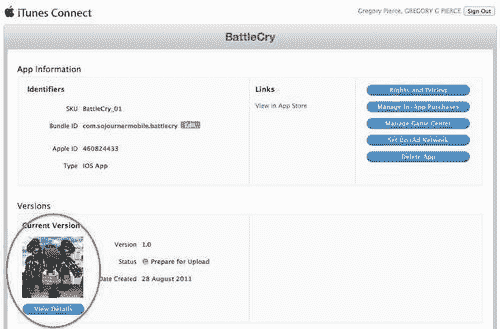 iTunes Connect
Gregory Pierce, GREGORY G PIERCE Sign Out
BattleCry
App Information
Identifiers
SKU BattleCry_01
Bundle ID com.sojournermobile.battlecry
Apple ID 460824433
Type iOS App
Links
View in App Store
Rights and Pricing
Manage In-App Purchases
Manage Game Center
Set Up iAd Network
Delete App
Versions
Current Version
Version 1.0
Status Prepare for Upload
Date Created 28 August 2011
View Details